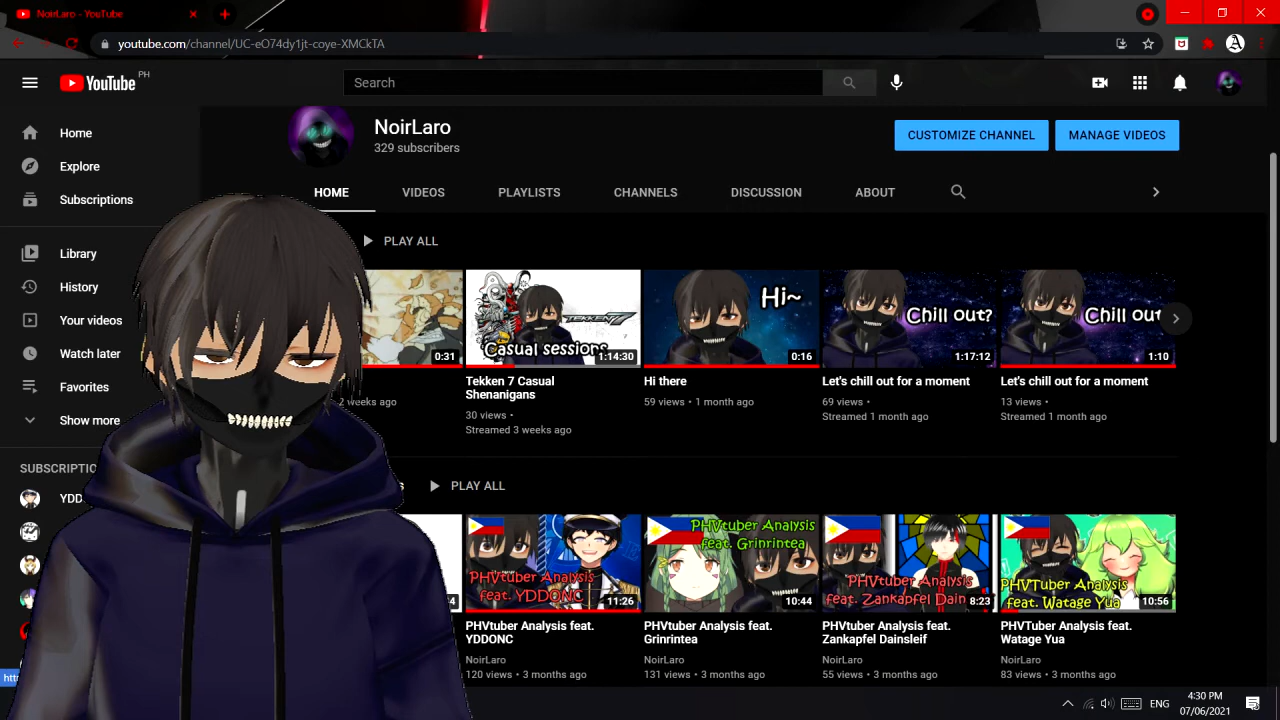 NoirLaro - YouTube
youtube.com/channel/UC-eO74dy1jt-coye-XMCkTA
YouTube PH
Search
NoirLaro
329 subscribers
CUSTOMIZE CHANNEL
MANAGE VIDEOS
HOME
VIDEOS
PLAYLISTS
CHANNELS
DISCUSSION
ABOUT
Home
Explore
Subscriptions
Library
History
Your videos
Watch later
Favorites
Show more
SUBSCRIPTIO
YDD
PLAY ALL
0:31
2 weeks ago
TEKKEN 7
Casual sessions
1:14:30
Tekken 7 Casual
Shenanigans
30 views •
Streamed 3 weeks ago
Hi~
0:16
Hi there
59 views • 1 month ago
Chill out?
1:17:12
Let's chill out for a moment
69 views •
Streamed 1 month ago
Chill out
1:10
Let's chill out for a moment
13 views •
Streamed 1 month ago
s
PLAY ALL
4
PHVtuber Analysis
feat. YDDONC
11:26
PHVtuber Analysis feat.
YDDONC
NoirLaro
120 views • 3 months ago
PHVtuber Analysis
feat. Grinrintea
10:44
PHVtuber Analysis feat.
Grinrintea
NoirLaro
131 views • 3 months ago
PHVtuber Analysis
feat. Zankapfel Dain
8:23
PHVtuber Analysis feat.
Zankapfel Dainsleif
NoirLaro
55 views • 3 months ago
PHVTuber Analysis
feat. Watage Yua
10:56
PHVTuber Analysis feat.
Watage Yua
NoirLaro
83 views • 3 months ago
htt
ENG
4:30 PM
07/06/2021